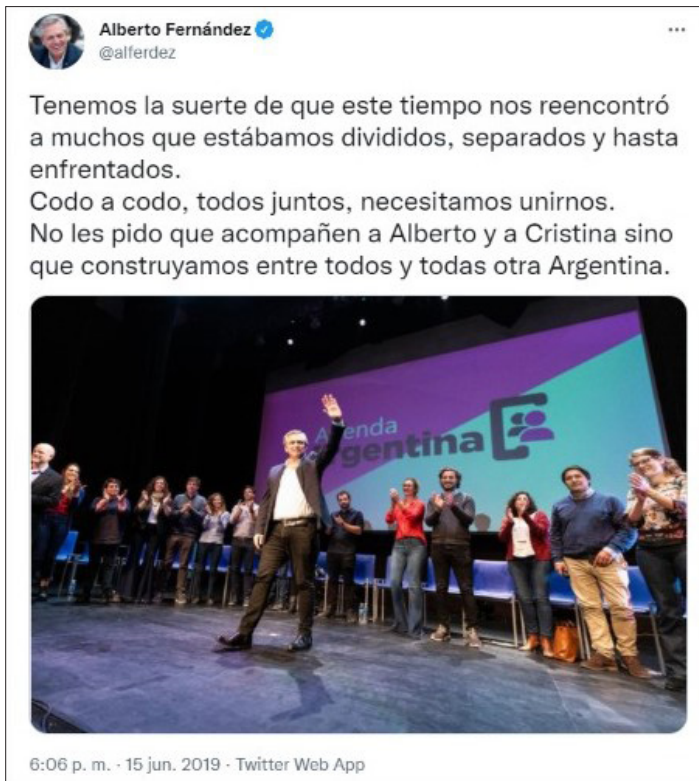 Alberto Fernández
@alferdez
Tenemos la suerte de que este tiempo nos reencontró
a muchos que estábamos divididos, separados y hasta
enfrentados.
Codo a codo, todos juntos, necesitamos unirnos.
No les pido que acompañen a Alberto y a Cristina sino
que construyamos entre todos y todas otra Argentina.
genda
gentina
6:06 p. m. · 15 jun. 2019 · Twitter Web App